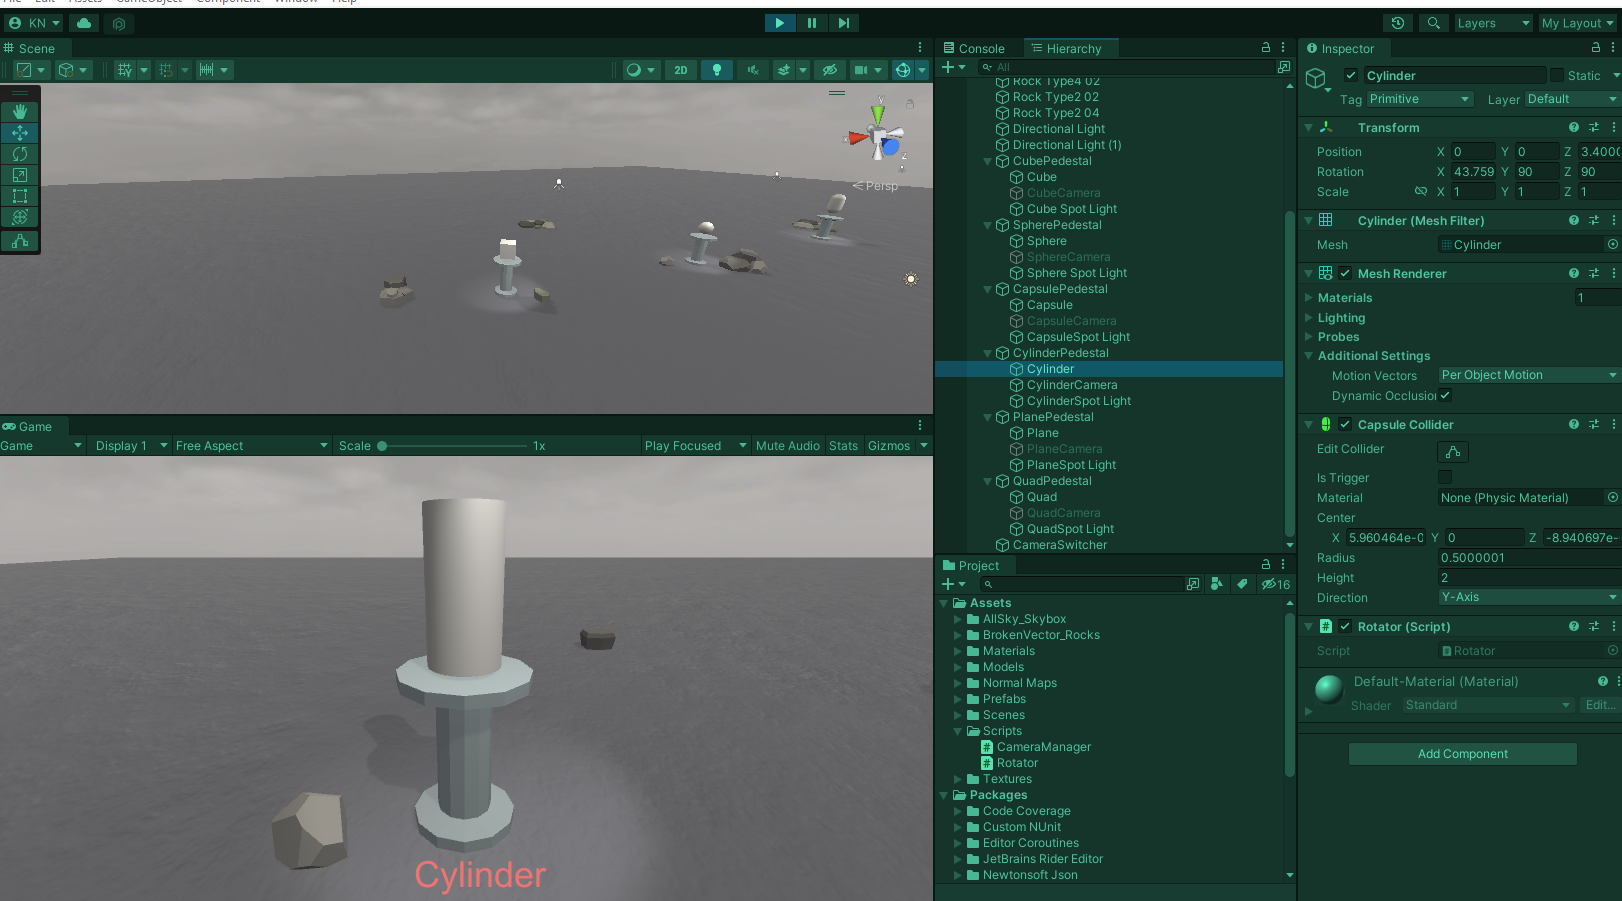 File Edit Assets GameObject Component Window Help
KN
Layers
My Layout
Scene
2D
y
x
z
Persp
Game
Game
Display 1
Free Aspect
Scale
1x
Play Focused
Mute Audio
Stats
Gizmos
Cylinder
Console
Hierarchy
All
Rock Type4 02
Rock Type2 02
Rock Type2 04
Directional Light
Directional Light (1)
CubePedestal
Cube
CubeCamera
Cube Spot Light
SpherePedestal
Sphere
SphereCamera
Sphere Spot Light
CapsulePedestal
Capsule
CapsuleCamera
CapsuleSpot Light
CylinderPedestal
Cylinder
CylinderCamera
CylinderSpot Light
PlanePedestal
Plane
PlaneCamera
PlaneSpot Light
QuadPedestal
Quad
QuadCamera
QuadSpot Light
CameraSwitcher
Project
16
Assets
AllSky_Skybox
BrokenVector_Rocks
Materials
Models
Normal Maps
Prefabs
Scenes
Scripts
CameraManager
Rotator
Textures
Packages
Code Coverage
Custom NUnit
Editor Coroutines
JetBrains Rider Editor
Newtonsoft Json
Inspector
Cylinder
Static
Tag Primitive
Layer Default
Transform
Position X 0 Y 0 Z 3.400
Rotation X 43.759 Y 90 Z 90
Scale X 1 Y 1 Z 1
Cylinder (Mesh Filter)
Mesh Cylinder
Mesh Renderer
Materials 1
Lighting
Probes
Additional Settings
Motion Vectors Per Object Motion
Dynamic Occlusion
Capsule Collider
Edit Collider
Is Trigger
Material None (Physic Material)
Center
X 5.960464e-0 Y 0 Z -8.940697e-
Radius 0.5000001
Height 2
Direction Y-Axis
Rotator (Script)
Script Rotator
Default-Material (Material)
Shader Standard Edit...
Add Component